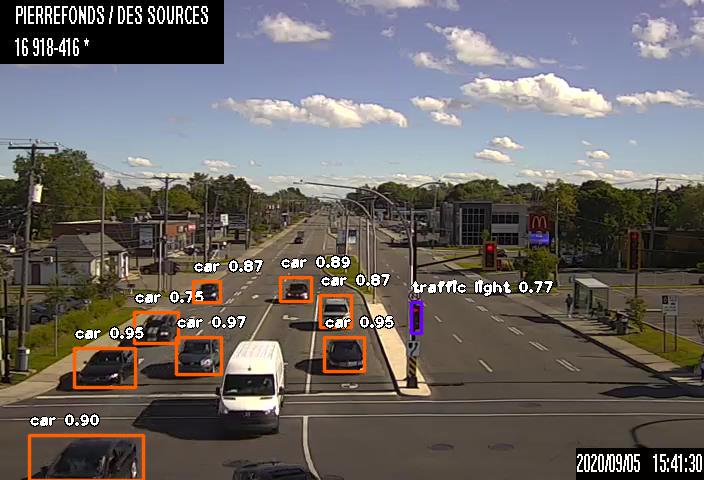 PIERREFONDS / DES SOURCES
16 918-416 *
car 0.87
car 0.89
car 0.87
traffic light 0.77
car 0.75
car 0.95
car 0.97
car 0.95
car 0.90
2020/09/05 15:41:30